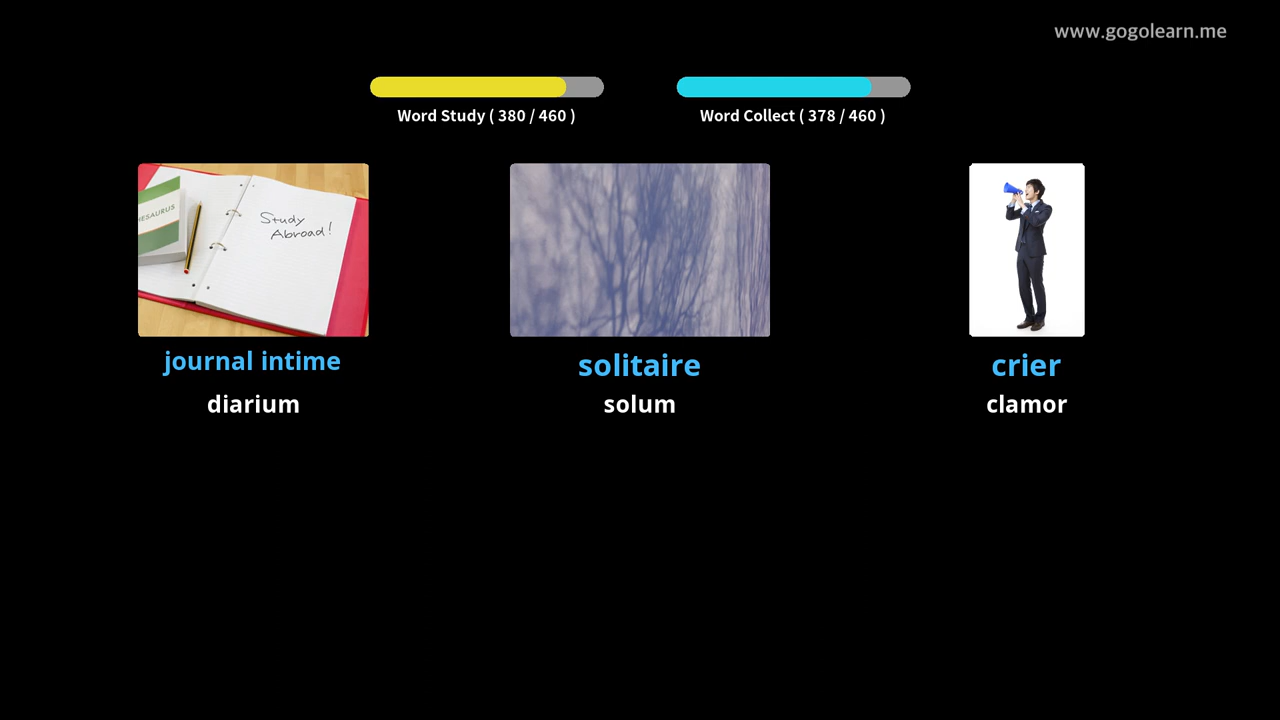 www.gogolearn.me
Word Study ( 380 / 460 )
Word Collect ( 378 / 460 )
HESAURUS
Study
Abroad!
journal intime
solitaire
crier
diarium
solum
clamor